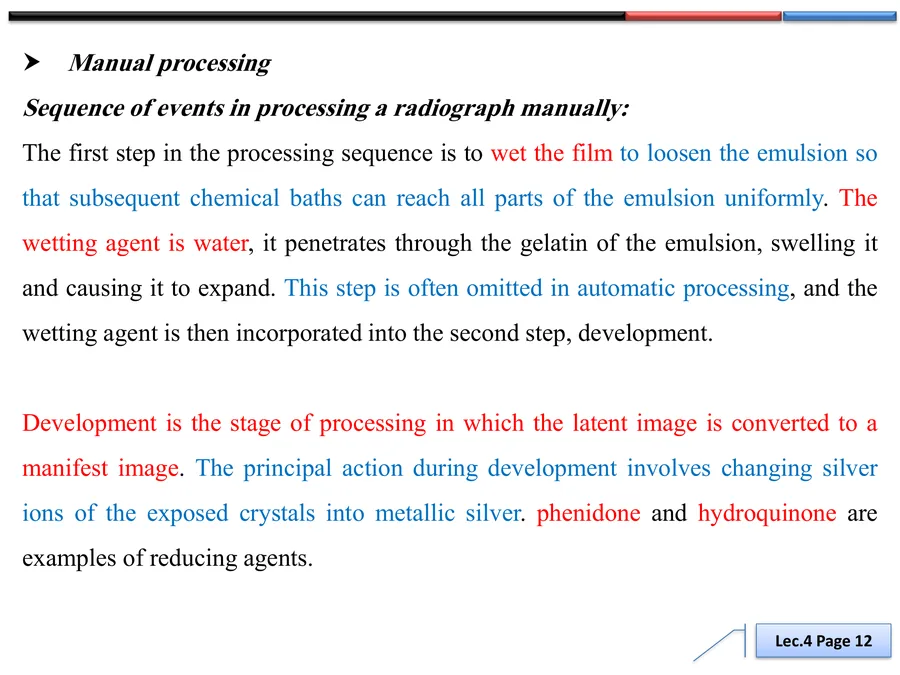 ➤ Manual processing
Sequence of events in processing a radiograph manually:
The first step in the processing sequence is to wet the film to loosen the emulsion so
that subsequent chemical baths can reach all parts of the emulsion uniformly. The
wetting agent is water, it penetrates through the gelatin of the emulsion, swelling it
and causing it to expand. This step is often omitted in automatic processing, and the
wetting agent is then incorporated into the second step, development.
Development is the stage of processing in which the latent image is converted to a
manifest image. The principal action during development involves changing silver
ions of the exposed crystals into metallic silver. phenidone and hydroquinone are
examples of reducing agents.
Lec.4 Page 12